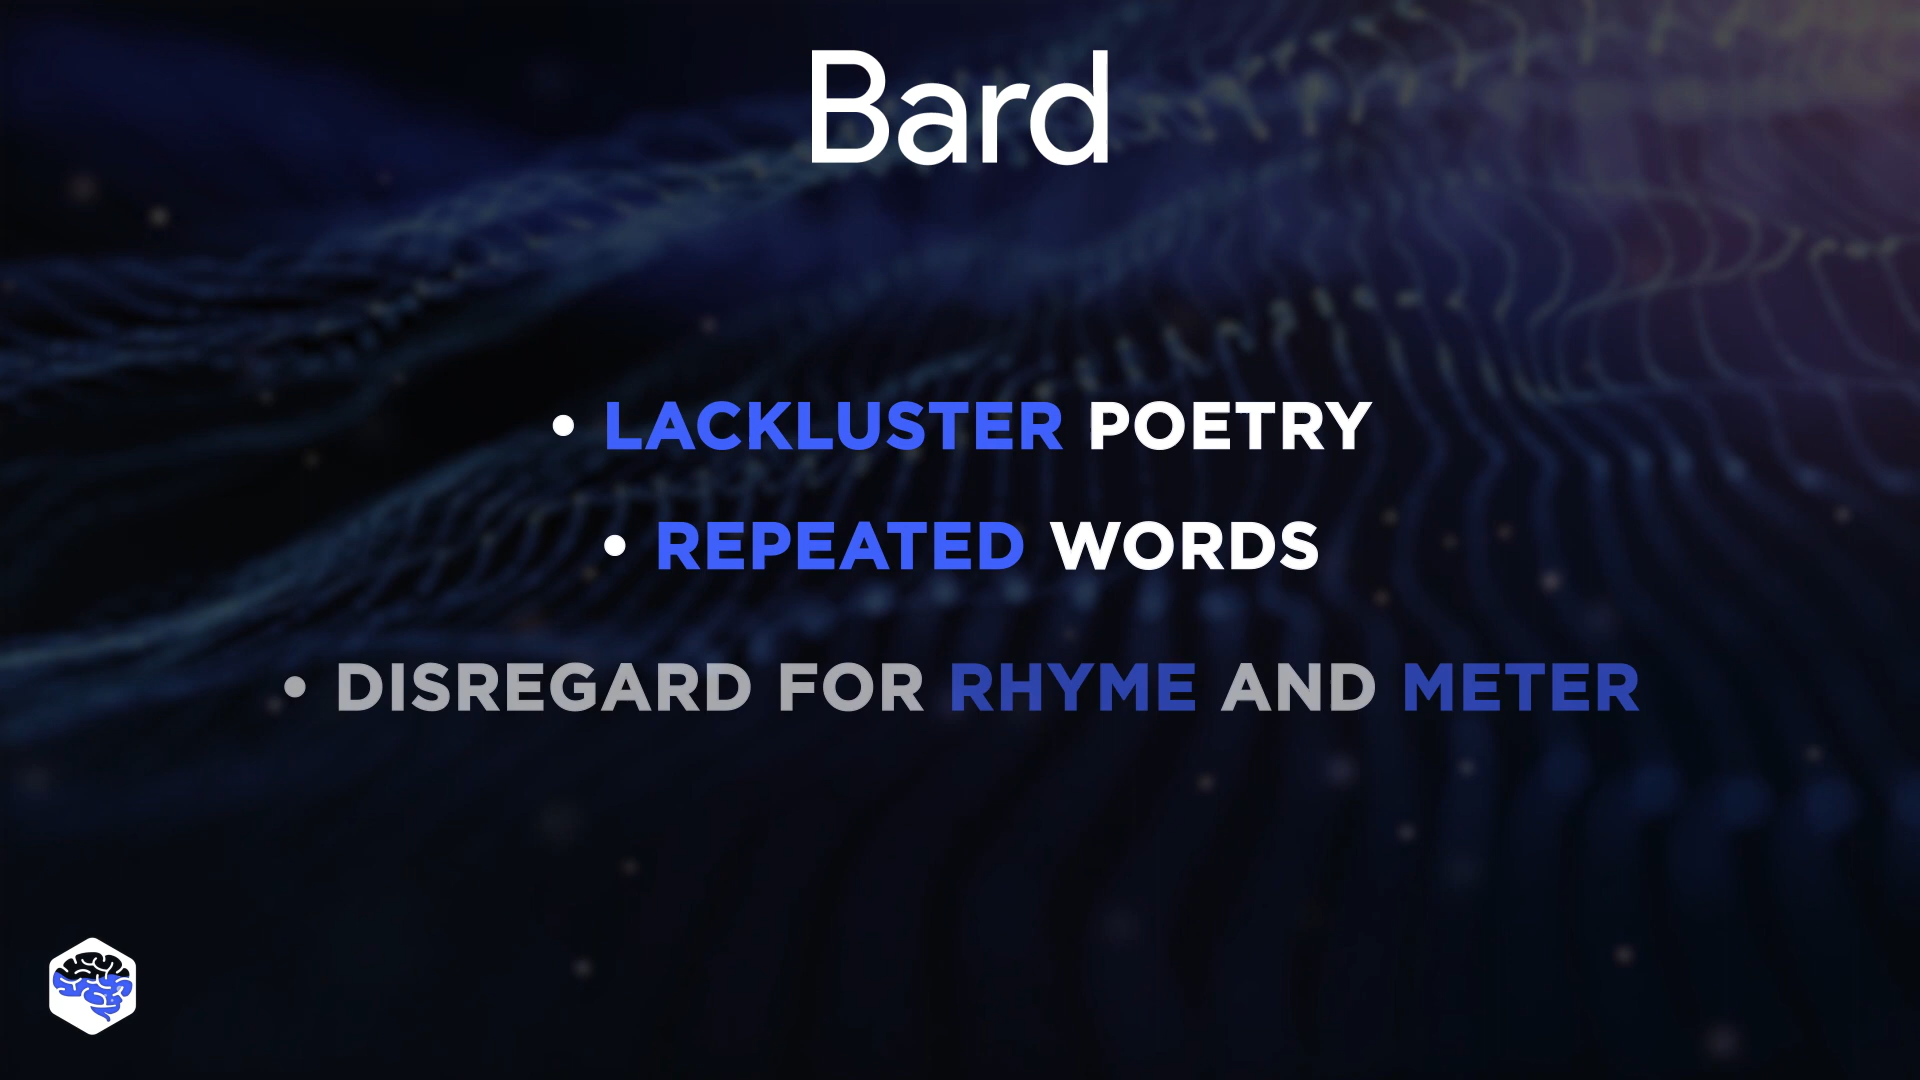 Bard
• LACKLUSTER POETRY
• REPEATED WORDS
• DISREGARD FOR RHYME AND METER